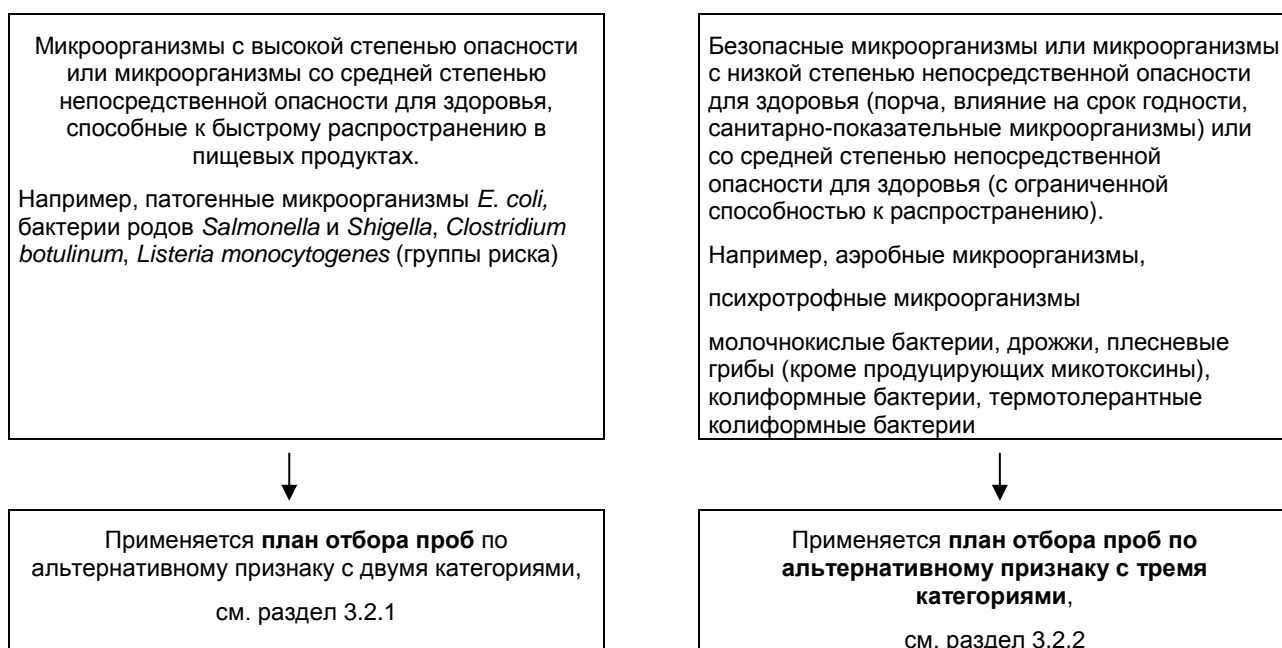 Микроорганизмы с высокой степенью опасности
или микроорганизмы со средней степенью
непосредственной опасности для здоровья,
способные к быстрому распространению в
пищевых продуктах.
Например, патогенные микроорганизмы E. coli,
бактерии родов Salmonella и Shigella, Clostridium
botulinum, Listeria monocytogenes (группы риска)
Применяется план отбора проб по
альтернативному признаку с двумя категориями,
см. раздел 3.2.1
Безопасные микроорганизмы или микроорганизмы
с низкой степенью непосредственной опасности
для здоровья (порча, влияние на срок годности,
санитарно-показательные микроорганизмы) или
со средней степенью непосредственной
опасности для здоровья (с ограниченной
способностью к распространению).
Например, аэробные микроорганизмы,
психротрофные микроорганизмы
молочнокислые бактерии, дрожжи, плесневые
грибы (кроме продуцирующих микотоксины),
колиформные бактерии, термотолерантные
колиформные бактерии
Применяется план отбора проб по
альтернативному признаку с тремя
категориями,
см. раздел 3.2.2